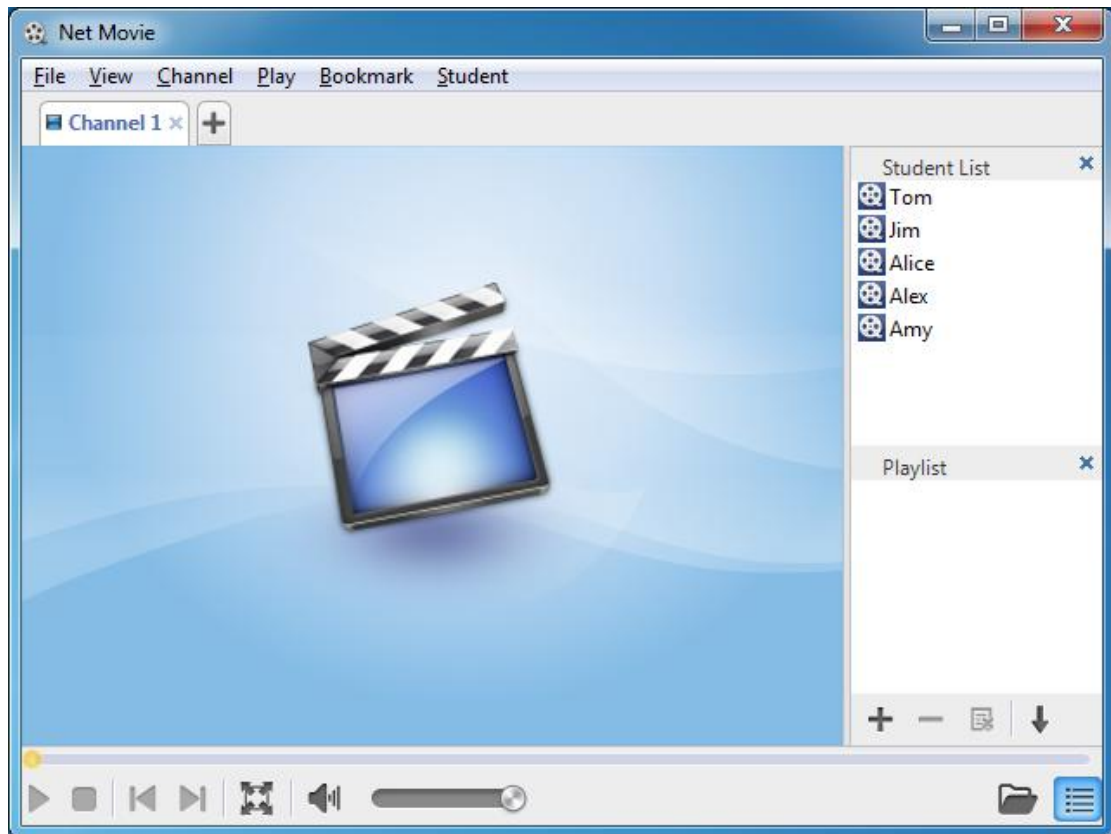 Net Movie
File View Channel Play Bookmark Student
Channel 1
Student List
Tom
Jim
Alice
Alex
Amy
Playlist